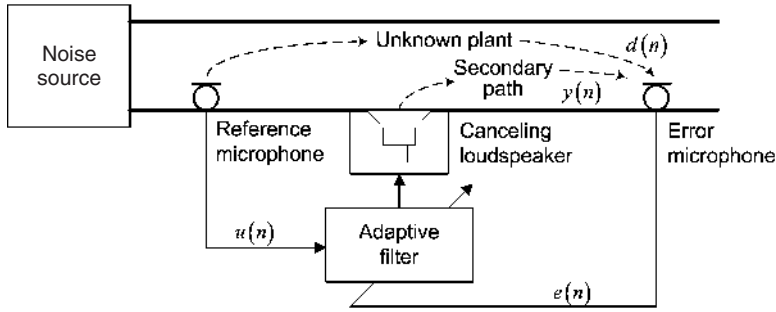 Noise
source
Unknown plant
d(n)
Secondary
path
y(n)
Reference
microphone
Canceling
loudspeaker
Error
microphone
u(n)
Adaptive
filter
e(n)